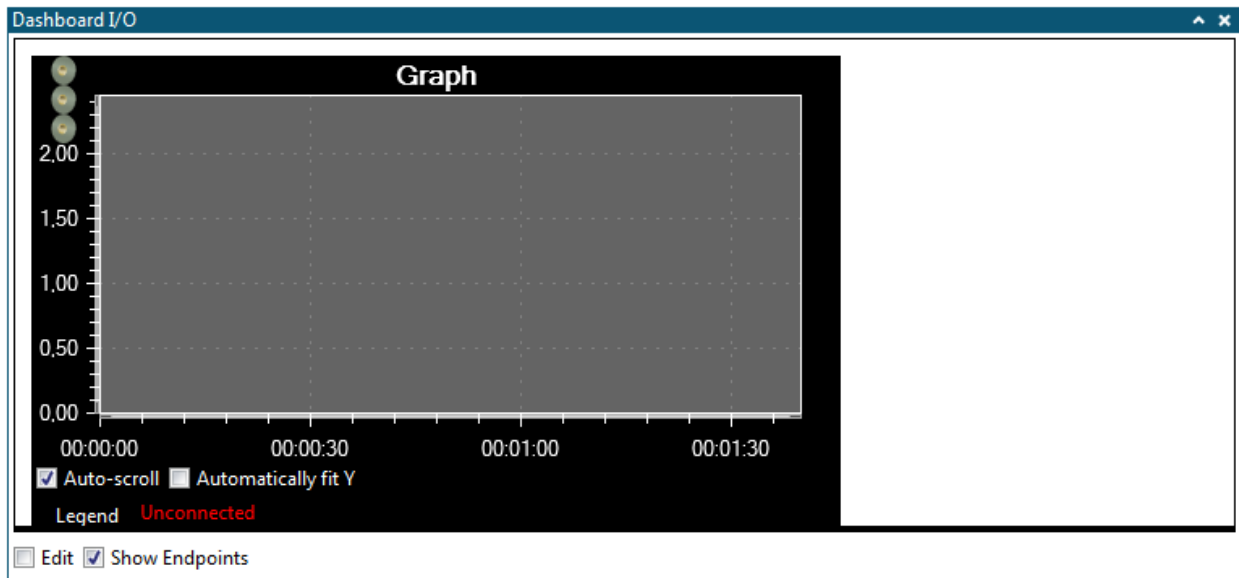 Dashboard I/O
Graph
2,00
1,50
1,00
0,50
0,00
00:00:00 00:00:30 00:01:00 00:01:30
Auto-scroll Automatically fit Y
Legend Unconnected
Edit Show Endpoints